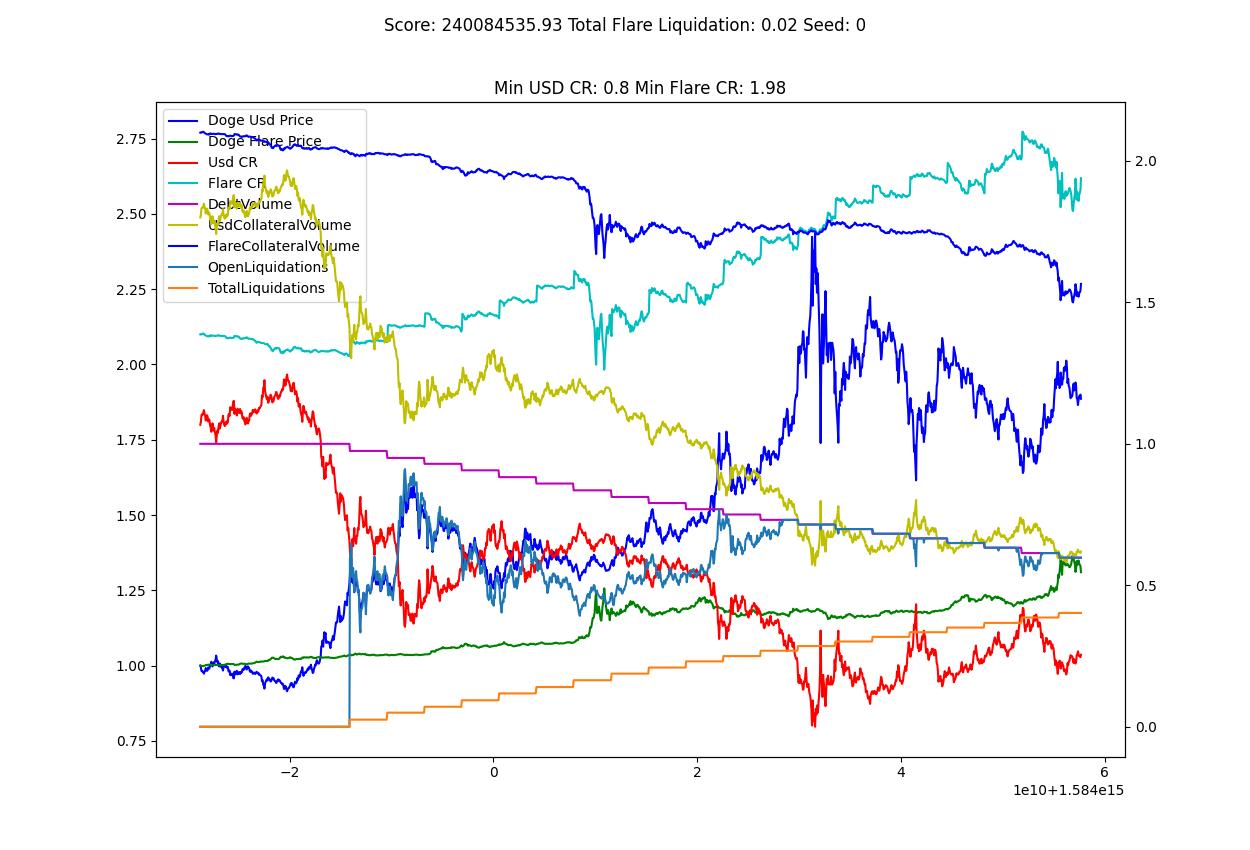 Score: 240084535.93 Total Flare Liquidation: 0.02 Seed: 0
Min USD CR: 0.8 Min Flare CR: 1.98
Doge Usd Price
Doge Flare Price
Usd CR
Flare CR
DebtVolume
UsdCollateralVolume
FlareCollateralVolume
OpenLiquidations
TotalLiquidations
2.75
2.50
2.25
2.00
1.75
1.50
1.25
1.00
0.75
2.0
1.5
1.0
0.5
0.0
−2 0 2 4 6
1e10+1.584e15